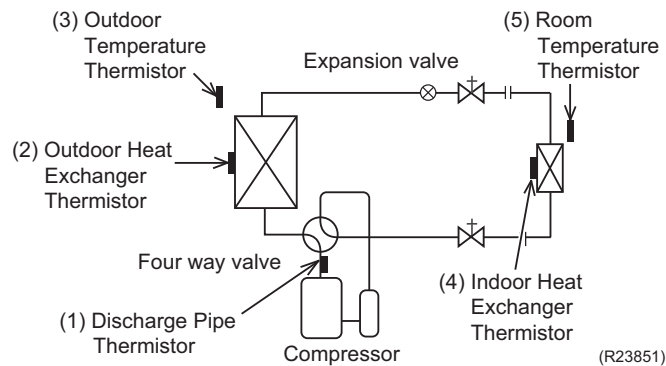 (3) Outdoor
Temperature
Thermistor
Expansion valve
(5) Room
Temperature
Thermistor
(2) Outdoor Heat
Exchanger
Thermistor
Four way valve
(1) Discharge Pipe
Thermistor
Compressor
(4) Indoor Heat
Exchanger
Thermistor
(R23851)